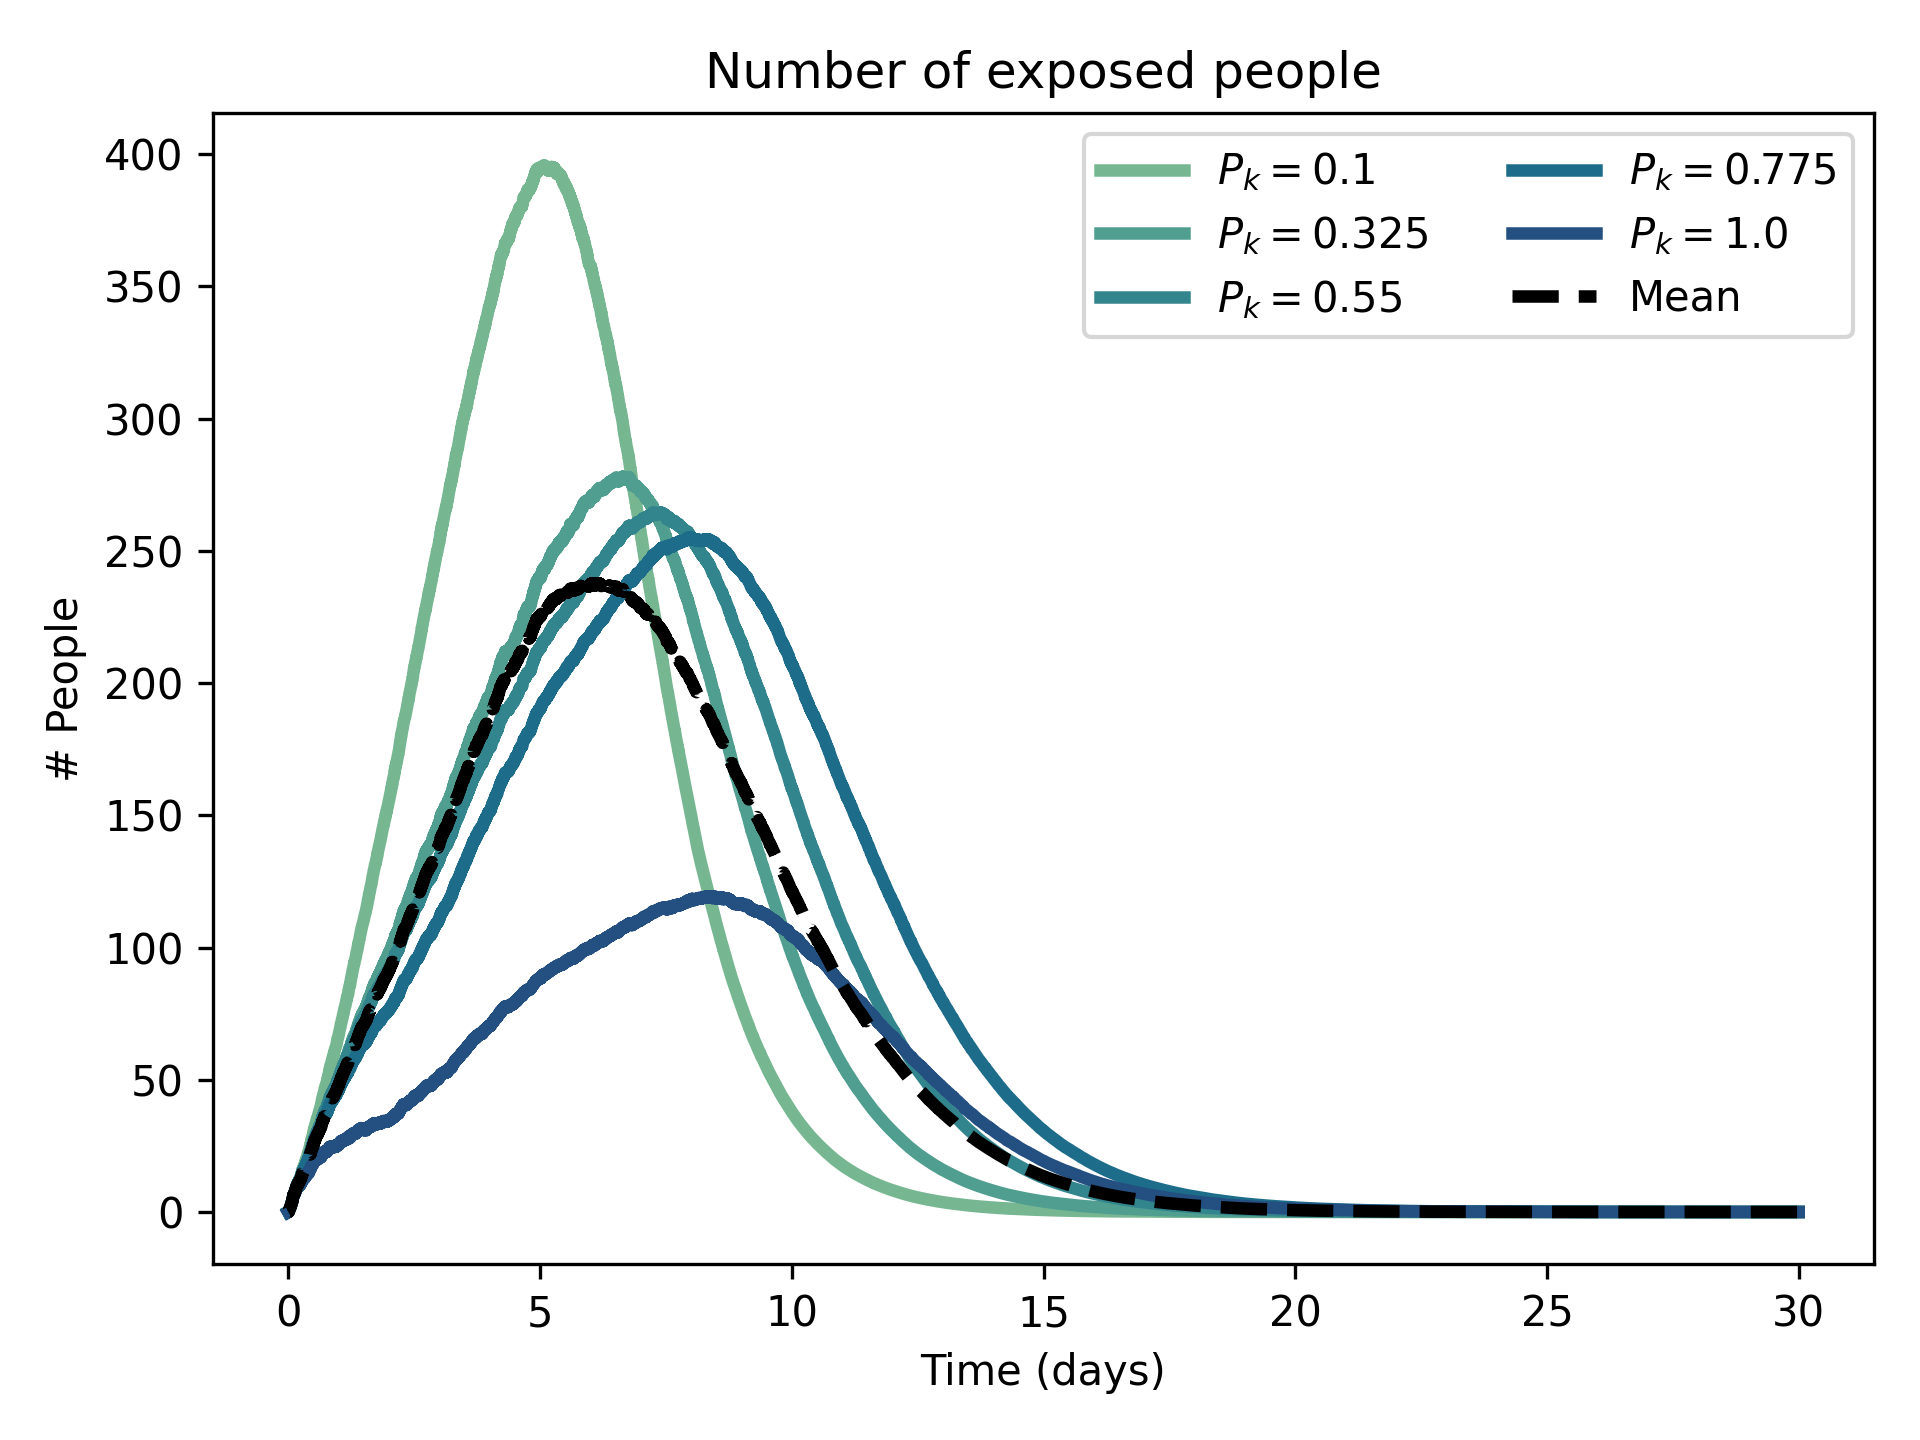 Number of exposed people
400
350
300
250
200
150
100
50
0
# People
P_k = 0.1
P_k = 0.325
P_k = 0.55
P_k = 0.775
P_k = 1.0
Mean
0 5 10 15 20 25 30
Time (days)